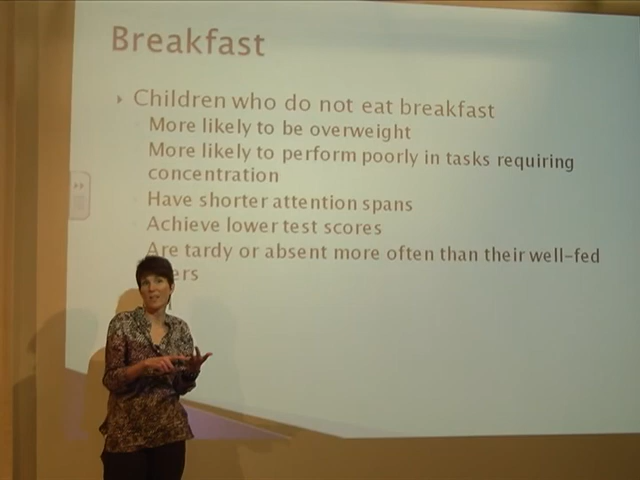 Breakfast
Children who do not eat breakfast
More likely to be overweight
More likely to perform poorly in tasks requiring
concentration
Have shorter attention spans
Achieve lower test scores
Are tardy or absent more often than their well-fed